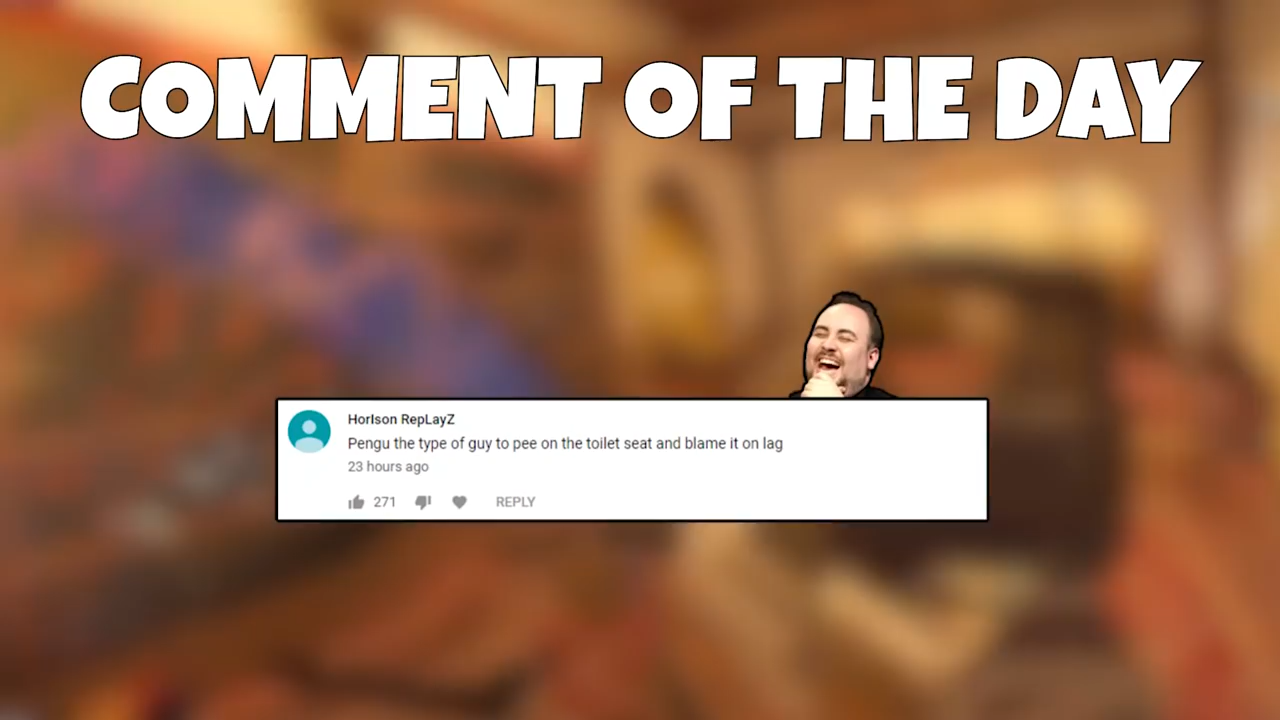 COMMENT OF THE DAY
HorIson RepLayZ
Pengu the type of guy to pee on the toilet seat and blame it on lag
23 hours ago
271 REPLY